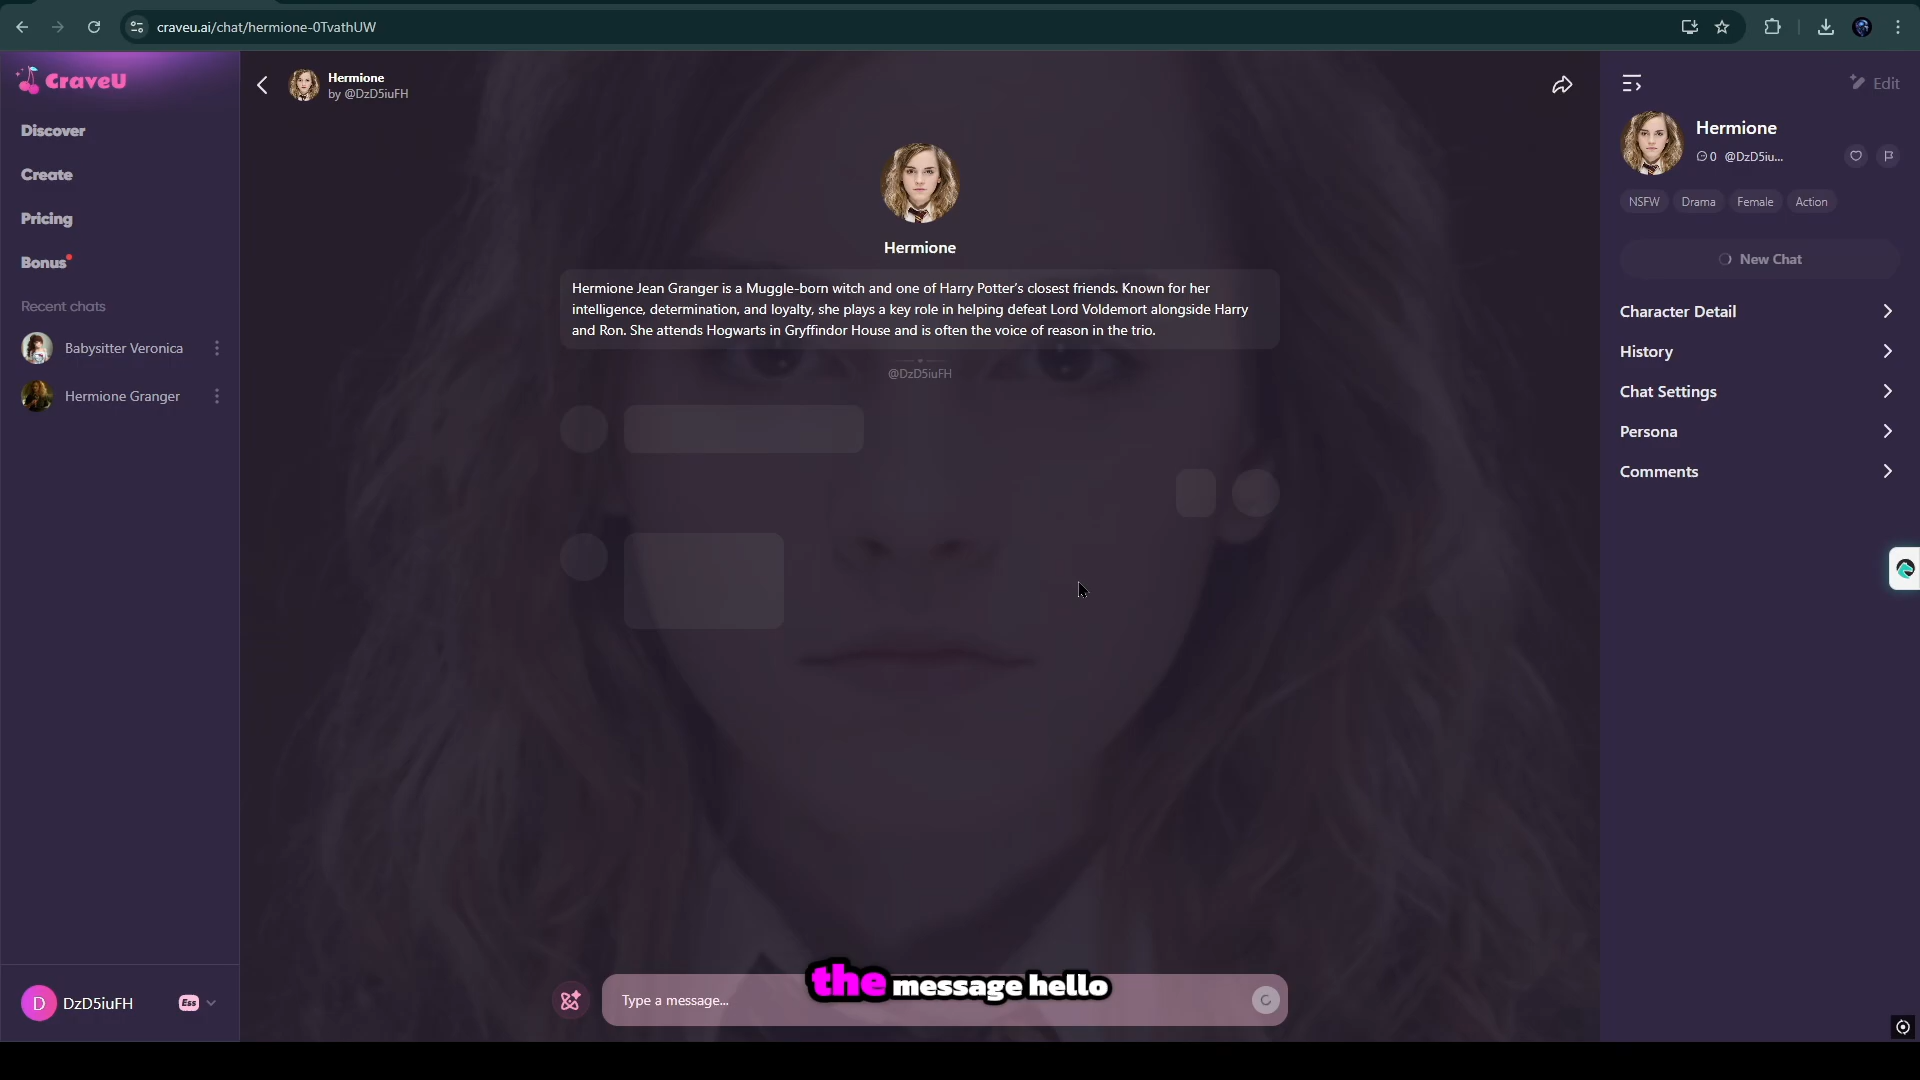 craveu.ai/chat/hermione-0TvathUW
CraveU
Discover
Create
Pricing
Bonus
Recent chats
Babysitter Veronica
Hermione Granger
D DzD5iuFH Ess
Hermione
by @DzD5iuFH
Hermione
Hermione Jean Granger is a Muggle-born witch and one of Harry Potter's closest friends. Known for her
intelligence, determination, and loyalty, she plays a key role in helping defeat Lord Voldemort alongside Harry
and Ron. She attends Hogwarts in Gryffindor House and is often the voice of reason in the trio.
@DzD5iuFH
Type a message...
the message hello
Edit
Hermione
0 @DzD5iu...
NSFW Drama Female Action
New Chat
Character Detail
History
Chat Settings
Persona
Comments